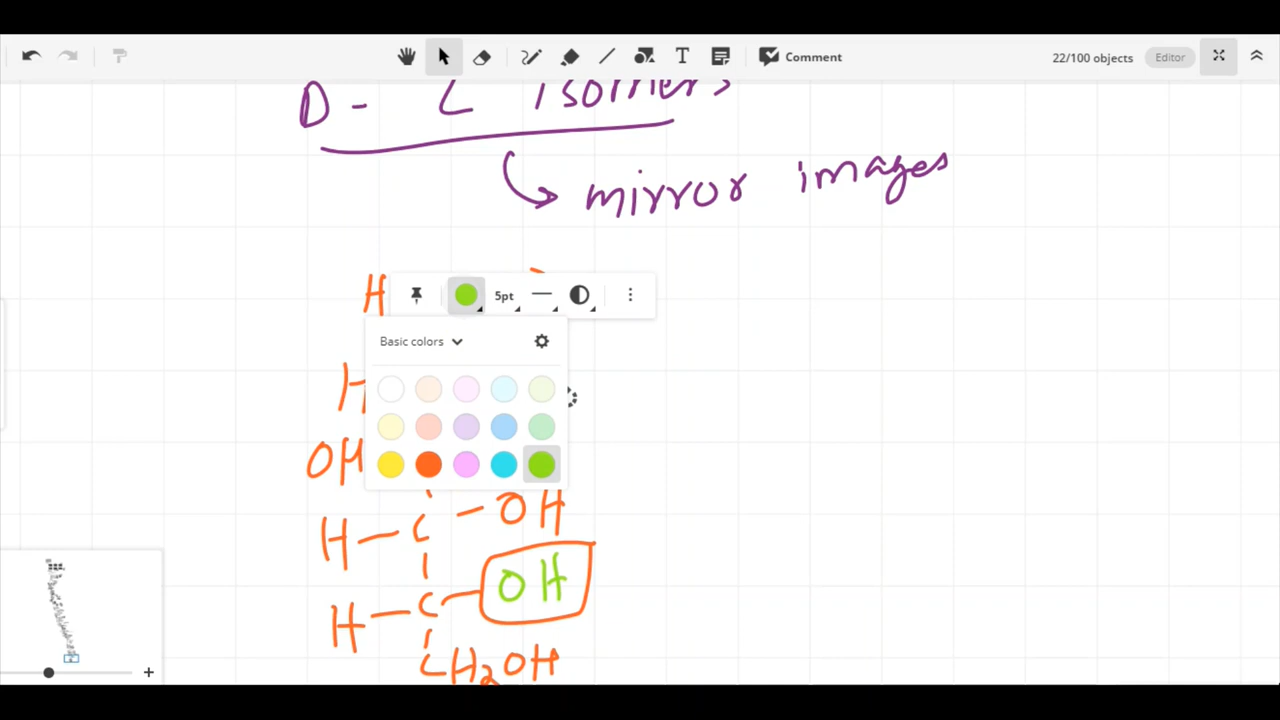 Comment 22/100 objects Editor
D - L isomers
mirror images
H
5pt
Basic colors
H
OH
H - C - OH
H - C - OH
CH2OH